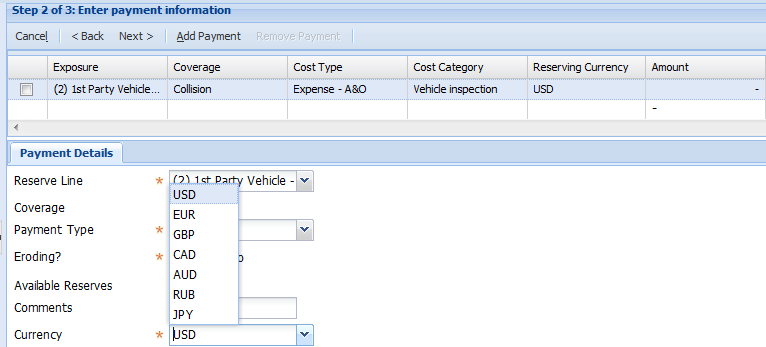 Step 2 of 3: Enter payment information
Cancel < Back Next > Add Payment Remove Payment
Exposure Coverage Cost Type Cost Category Reserving Currency Amount
(2) 1st Party Vehicle... Collision Expense - A&O Vehicle inspection USD -
-
Payment Details
Reserve Line * (2) 1st Party Vehicle -
Coverage
Payment Type *
Eroding? * o
Available Reserves
Comments
Currency * USD
USD
EUR
GBP
CAD
AUD
RUB
JPY